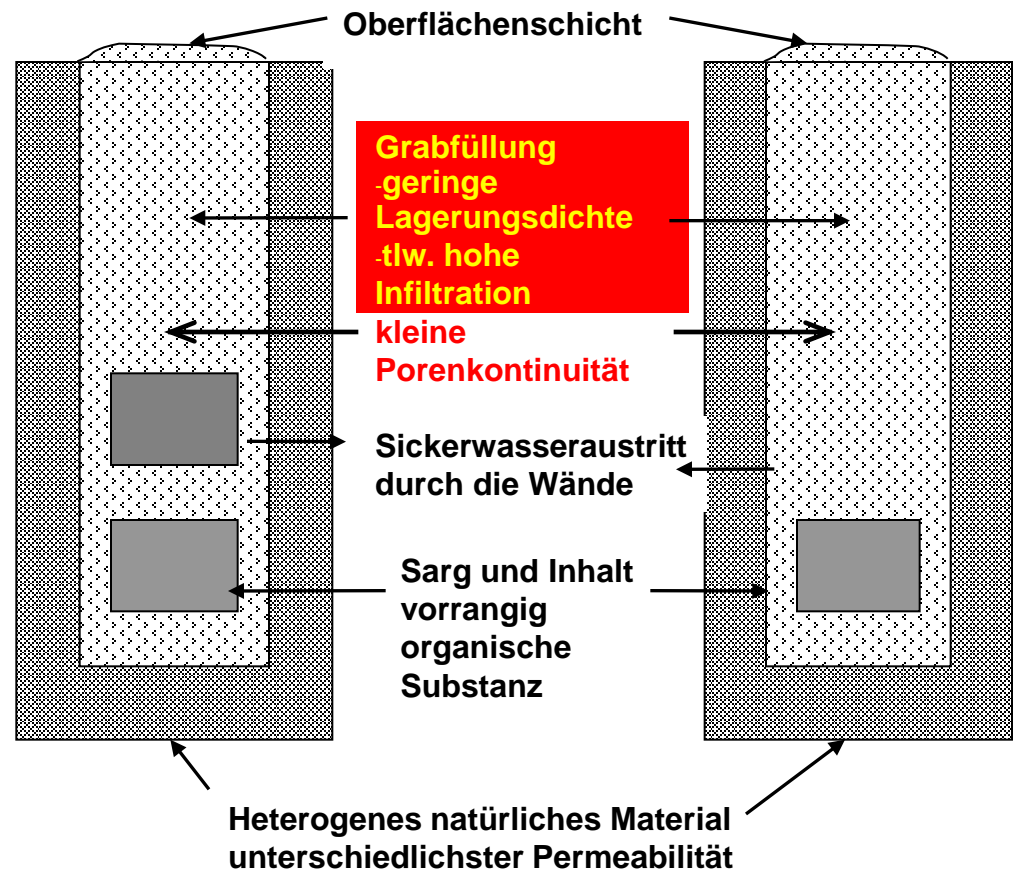 Oberflächenschicht
Grabfüllung
-geringe
Lagerungsdichte
-tlw. hohe
Infiltration
kleine
Porenkontinuität
Sickerwasseraustritt
durch die Wände
Sarg und Inhalt
vorrangig
organische
Substanz
Heterogenes natürliches Material
unterschiedlichster Permeabilität